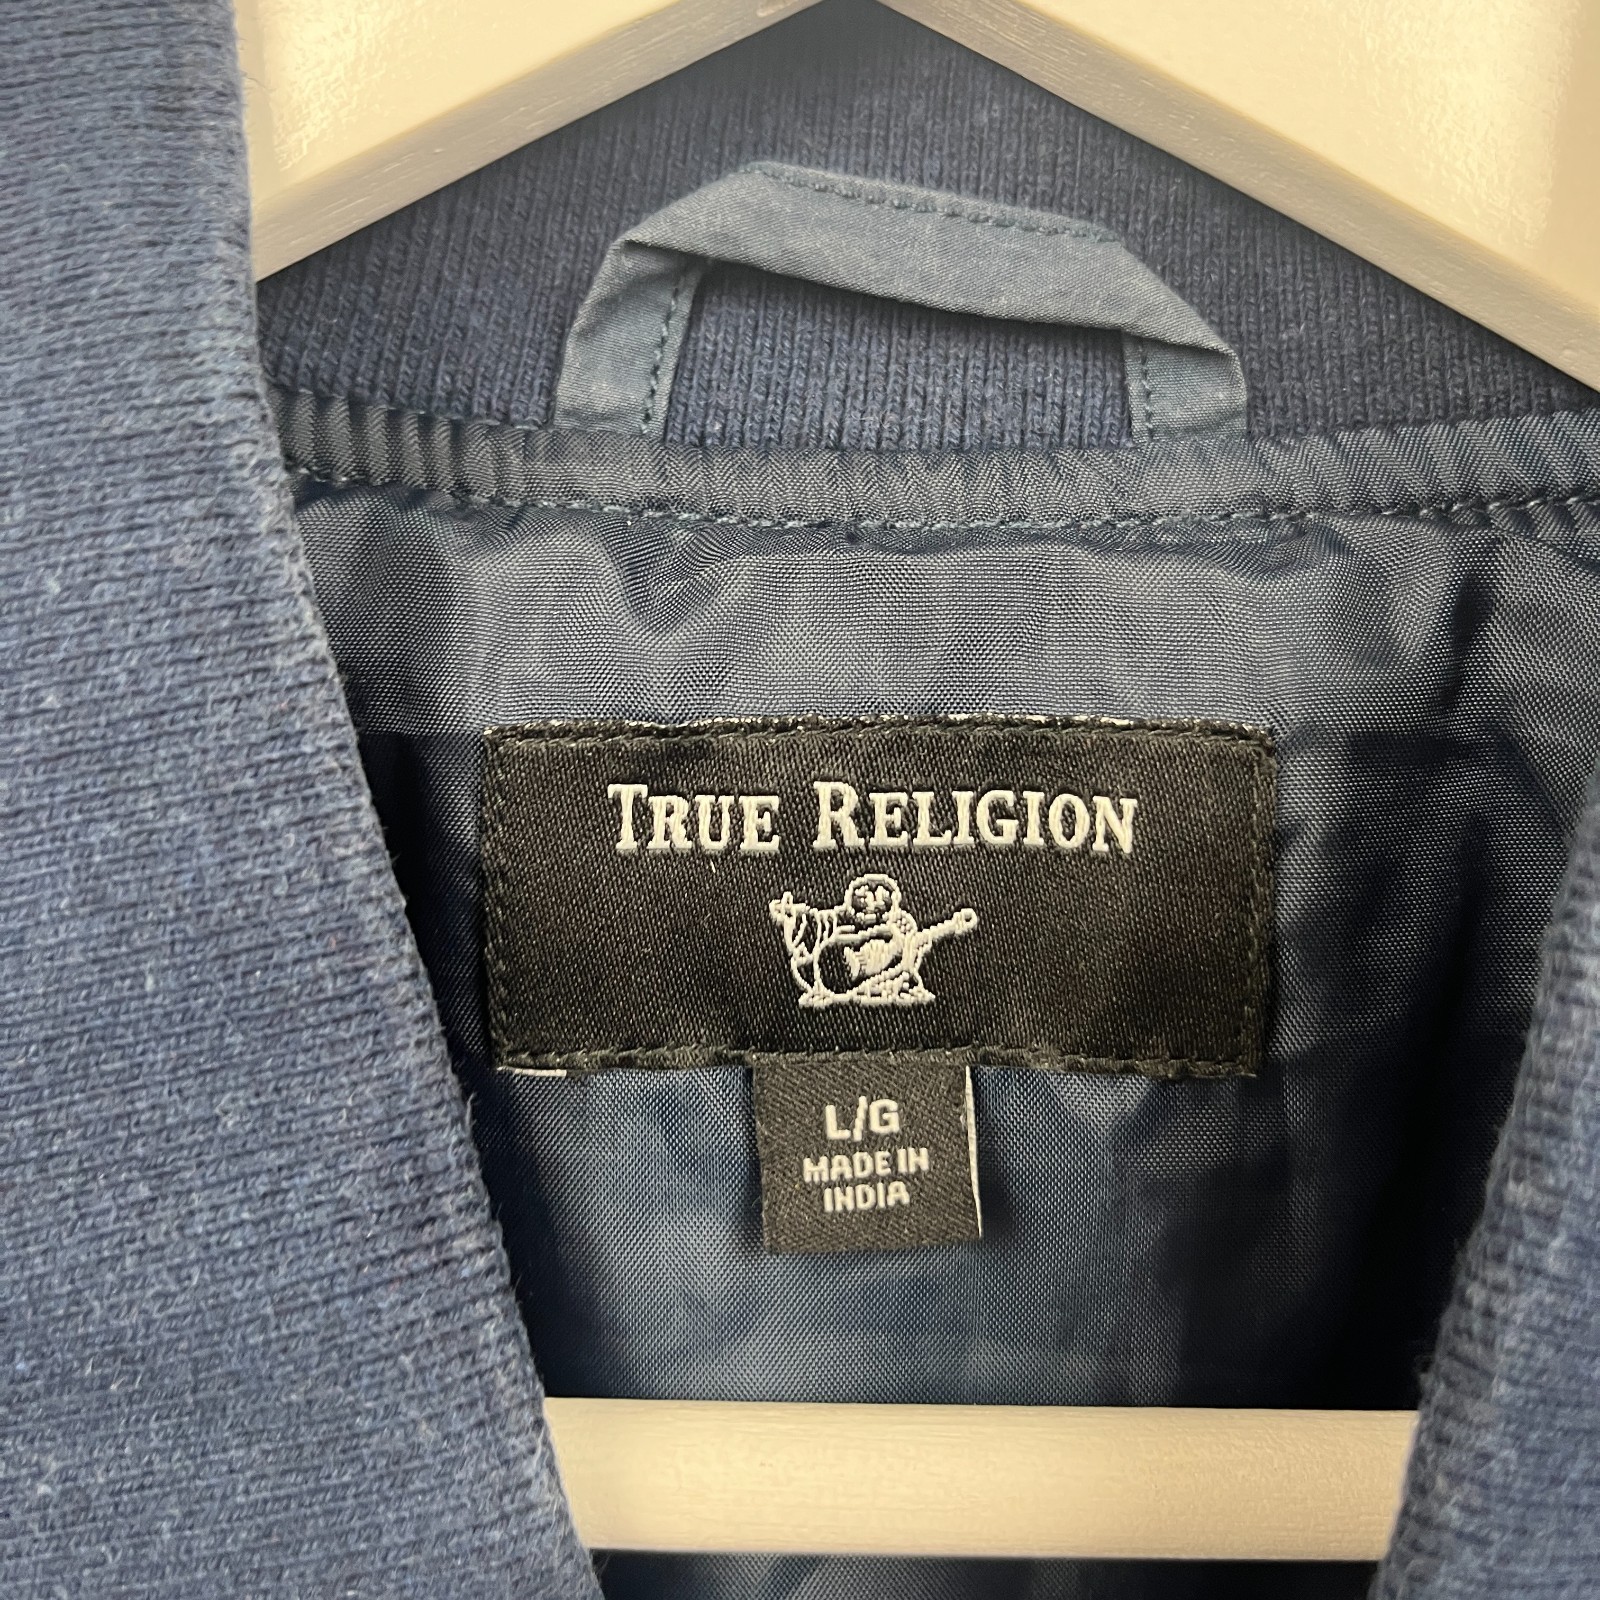 TRUE RELIGION
L/G
MADE IN
INDIA